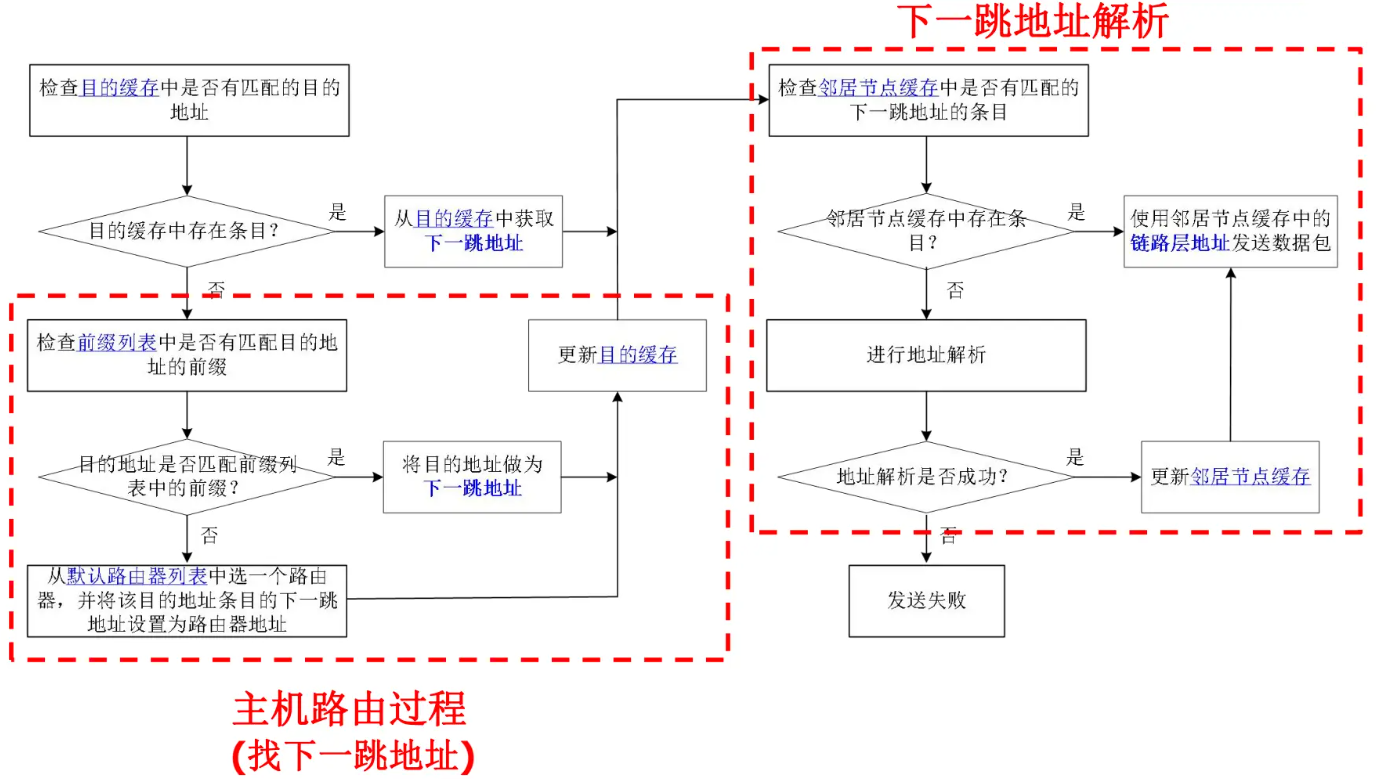 下一跳地址解析
检查目的缓存中是否有匹配的目的
地址
目的缓存中存在条目？
是
从目的缓存中获取
下一跳地址
否
检查前缀列表中是否有匹配目的地
址的前缀
更新目的缓存
目的地址是否匹配前缀列
表中的前缀？
是
将目的地址做为
下一跳地址
否
从默认路由器列表中选一个路由
器，并将该目的地址条目的下一跳
地址设置为路由器地址
主机路由过程
(找下一跳地址)
检查邻居节点缓存中是否有匹配的
下一跳地址的条目
邻居节点缓存中存在条
目？
是
使用邻居节点缓存中的
链路层地址发送数据包
否
进行地址解析
地址解析是否成功？
是
更新邻居节点缓存
否
发送失败